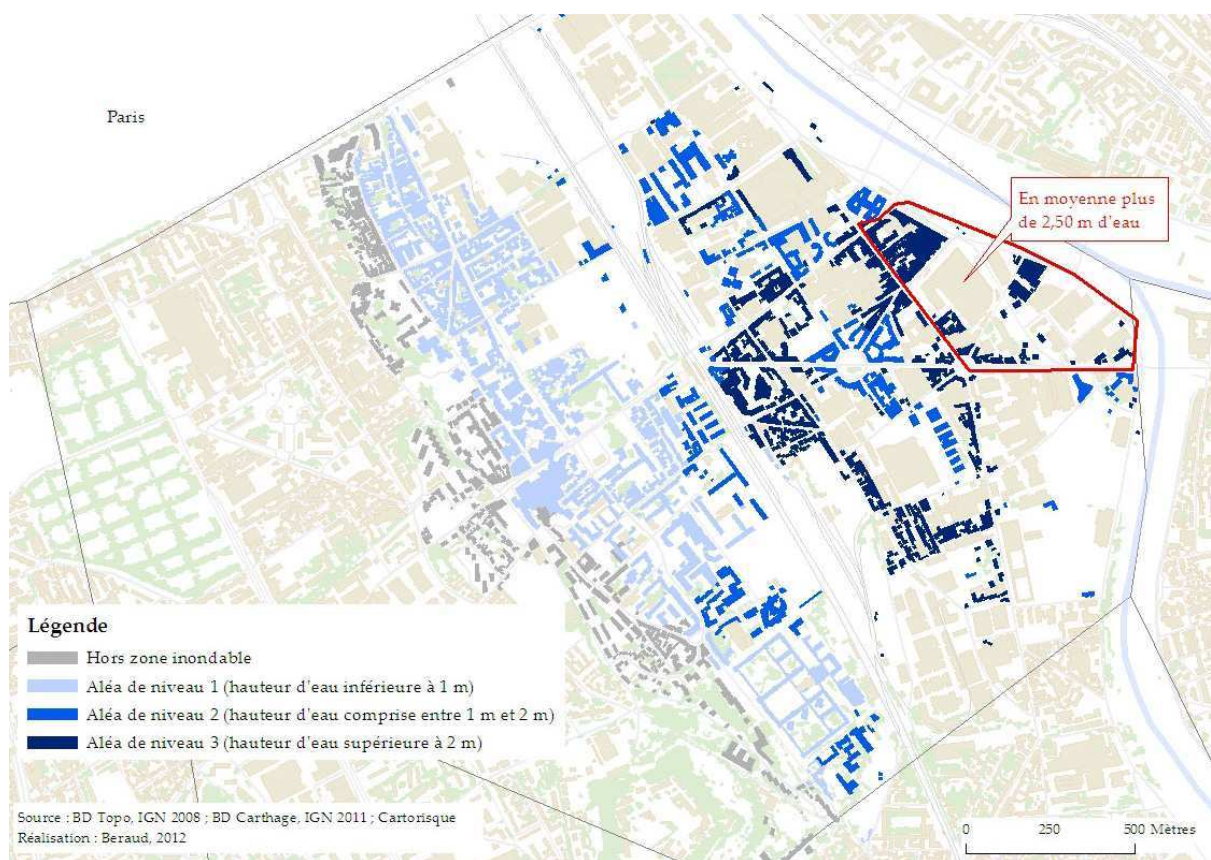 Paris
En moyenne plus
de 2,50 m d'eau
Légende
Hors zone inondable
Aléa de niveau 1 (hauteur d'eau inférieure à 1 m)
Aléa de niveau 2 (hauteur d'eau comprise entre 1 m et 2 m)
Aléa de niveau 3 (hauteur d'eau supérieure à 2 m)
Source : BD Topo, IGN 2008 ; BD Carthage, IGN 2011 ; Cartorisque
Réalisation : Beraud, 2012
0 250 500 Mètres